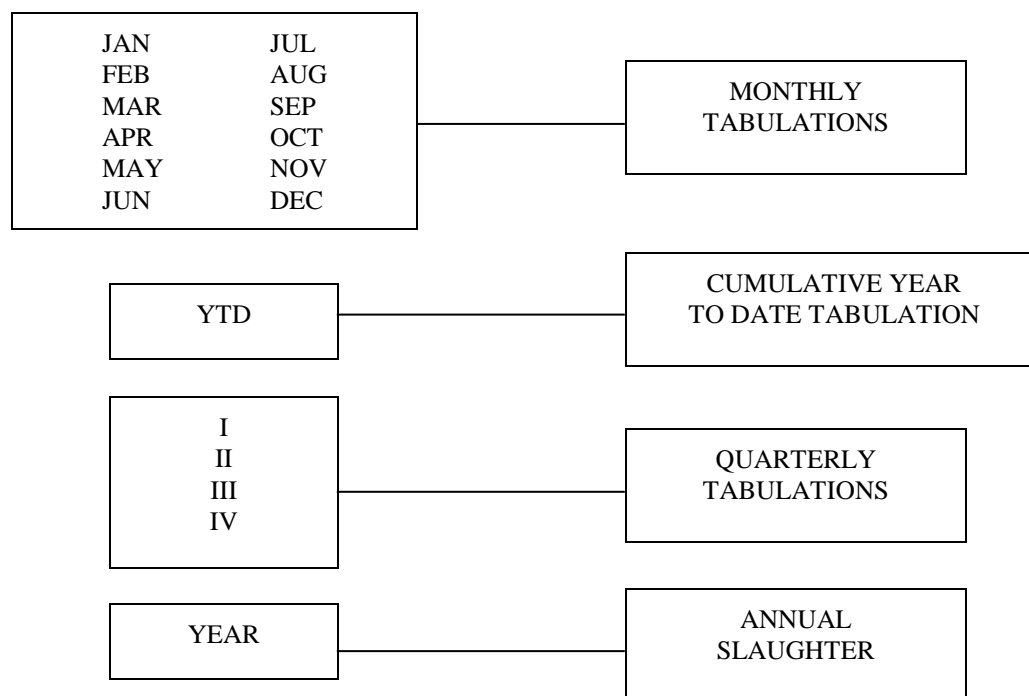 JAN JUL
FEB AUG
MAR SEP
APR OCT
MAY NOV
JUN DEC
MONTHLY
TABULATIONS
YTD
CUMULATIVE YEAR
TO DATE TABULATION
I
II
III
IV
QUARTERLY
TABULATIONS
YEAR
ANNUAL
SLAUGHTER